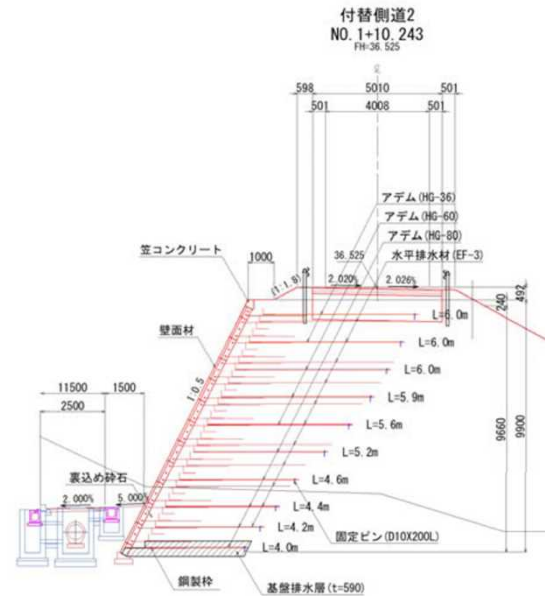 付替側道2
NO.1+10.243
FH=36.525
598
5010
501
501
4008
501
アデム(HG-36)
アデム(HG-60)
アデム(HG-80)
36.525
水平排水材(EF-3)
笠コンクリート
1000
(1:1.8)
2.020%
2.026%
240
492
L=6.0m
壁面材
L=6.0m
L=6.0m
1:0.5
11500
1500
2500
L=5.9m
L=5.6m
9660
9900
L=5.2m
裏込め砕石
L=4.6m
2.000%
5.000%
L=4.4m
L=4.2m
固定ピン(D10X200L)
L=4.0m
鋼製枠
基盤排水層(t=590)